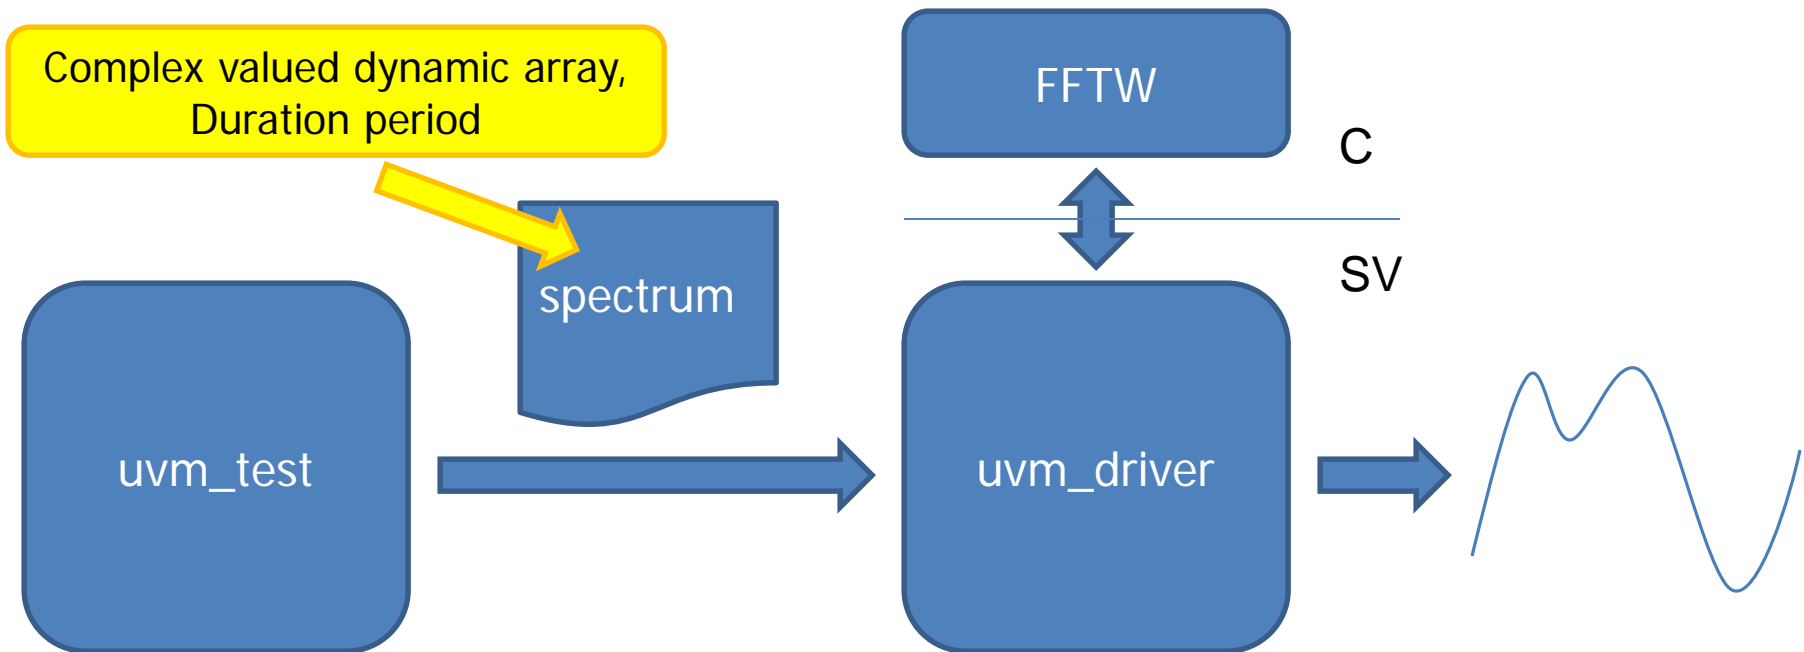 Complex valued dynamic array,
Duration period
FFTW
C
SV
spectrum
uvm_test
uvm_driver